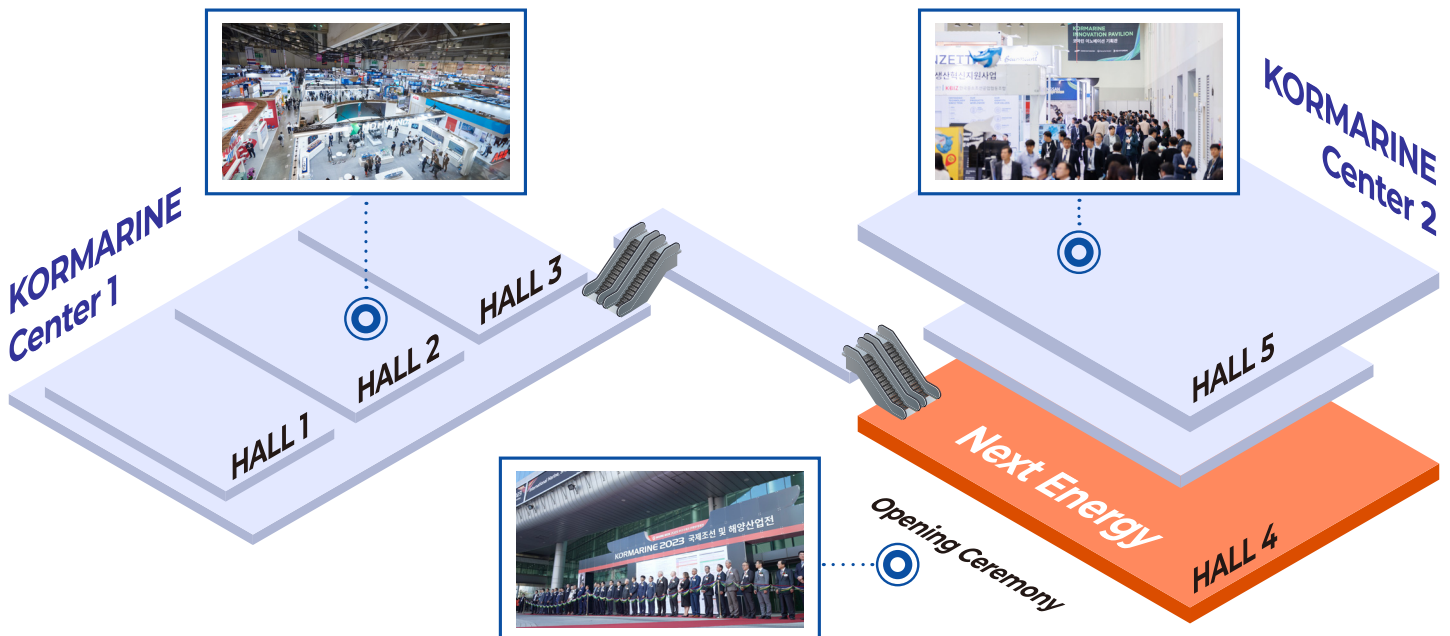 KORMARINE
Center 1
HALL 1
HALL 2
HALL 3
KORMARINE
INNOVATION PAVILION
생산혁신지원사업
KBIZ
KORMARINE
Center 2
HALL 5
Next Energy
HALL 4
Opening Ceremony
KORMARINE 2023 국제조선 및 해양산업전